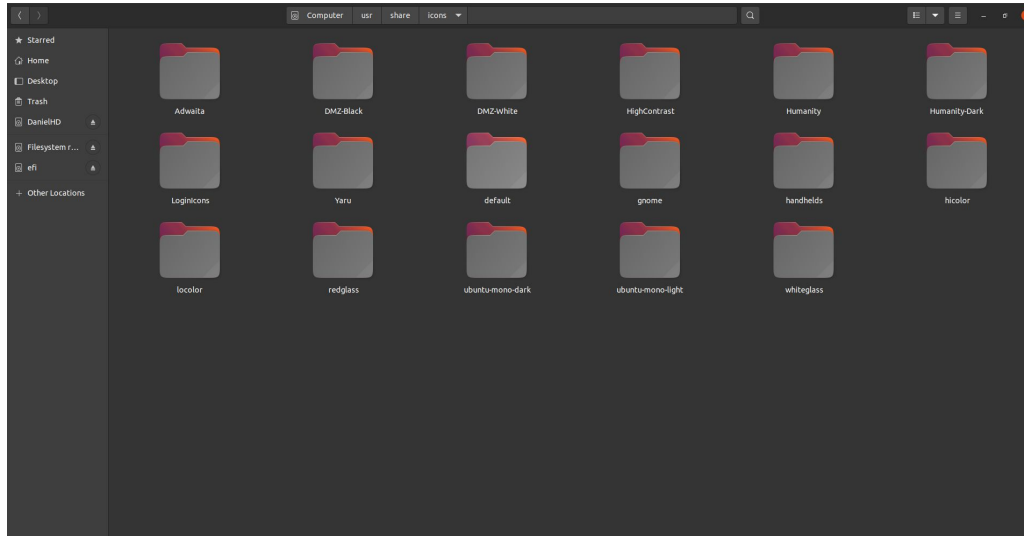 Computer usr share icons
Starred
Home
Desktop
Trash
DanielHD
Filesystem r...
efi
Other Locations
Adwaita DMZ-Black DMZ-White HighContrast Humanity Humanity-Dark
LoginIcons Yaru default gnome handhelds hicolor
locolor redglass ubuntu-mono-dark ubuntu-mono-light whiteglass